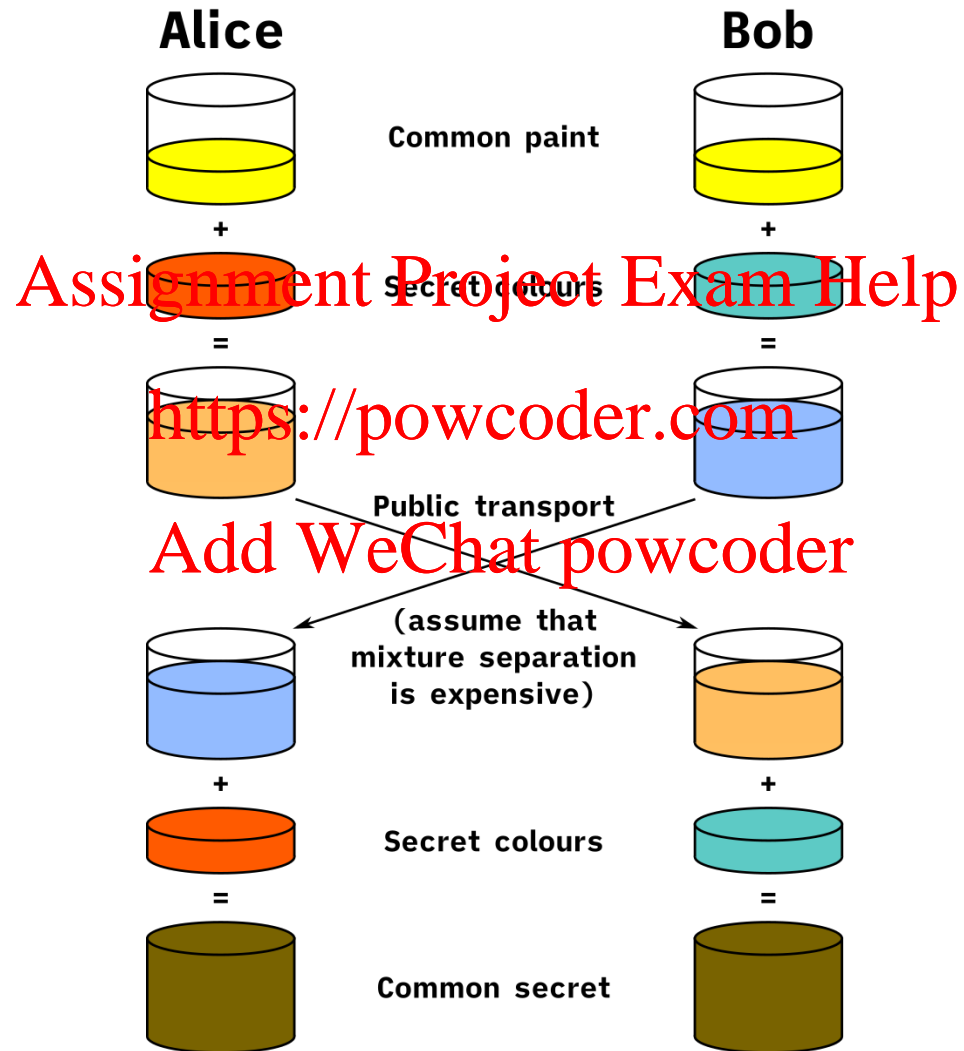 Alice
Bob
Common paint
+
+
Assignment Project Exam Help
Secret colours
=
=
https://powcoder.com
Public transport
Add WeChat powcoder
(assume that
mixture separation
is expensive)
+
+
Secret colours
=
=
Common secret